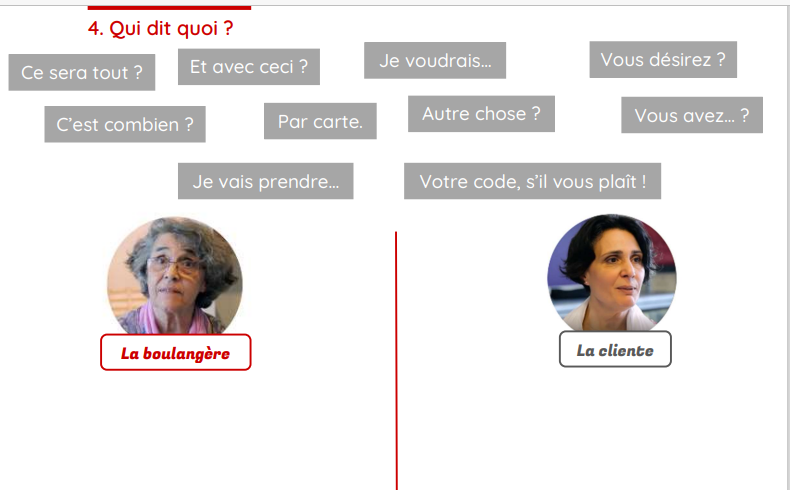 4. Qui dit quoi ?
Ce sera tout ?
Et avec ceci ?
Je voudrais...
Vous désirez ?
C'est combien ?
Par carte.
Autre chose ?
Vous avez... ?
Je vais prendre...
Votre code, s'il vous plaît !
La boulangère
La cliente